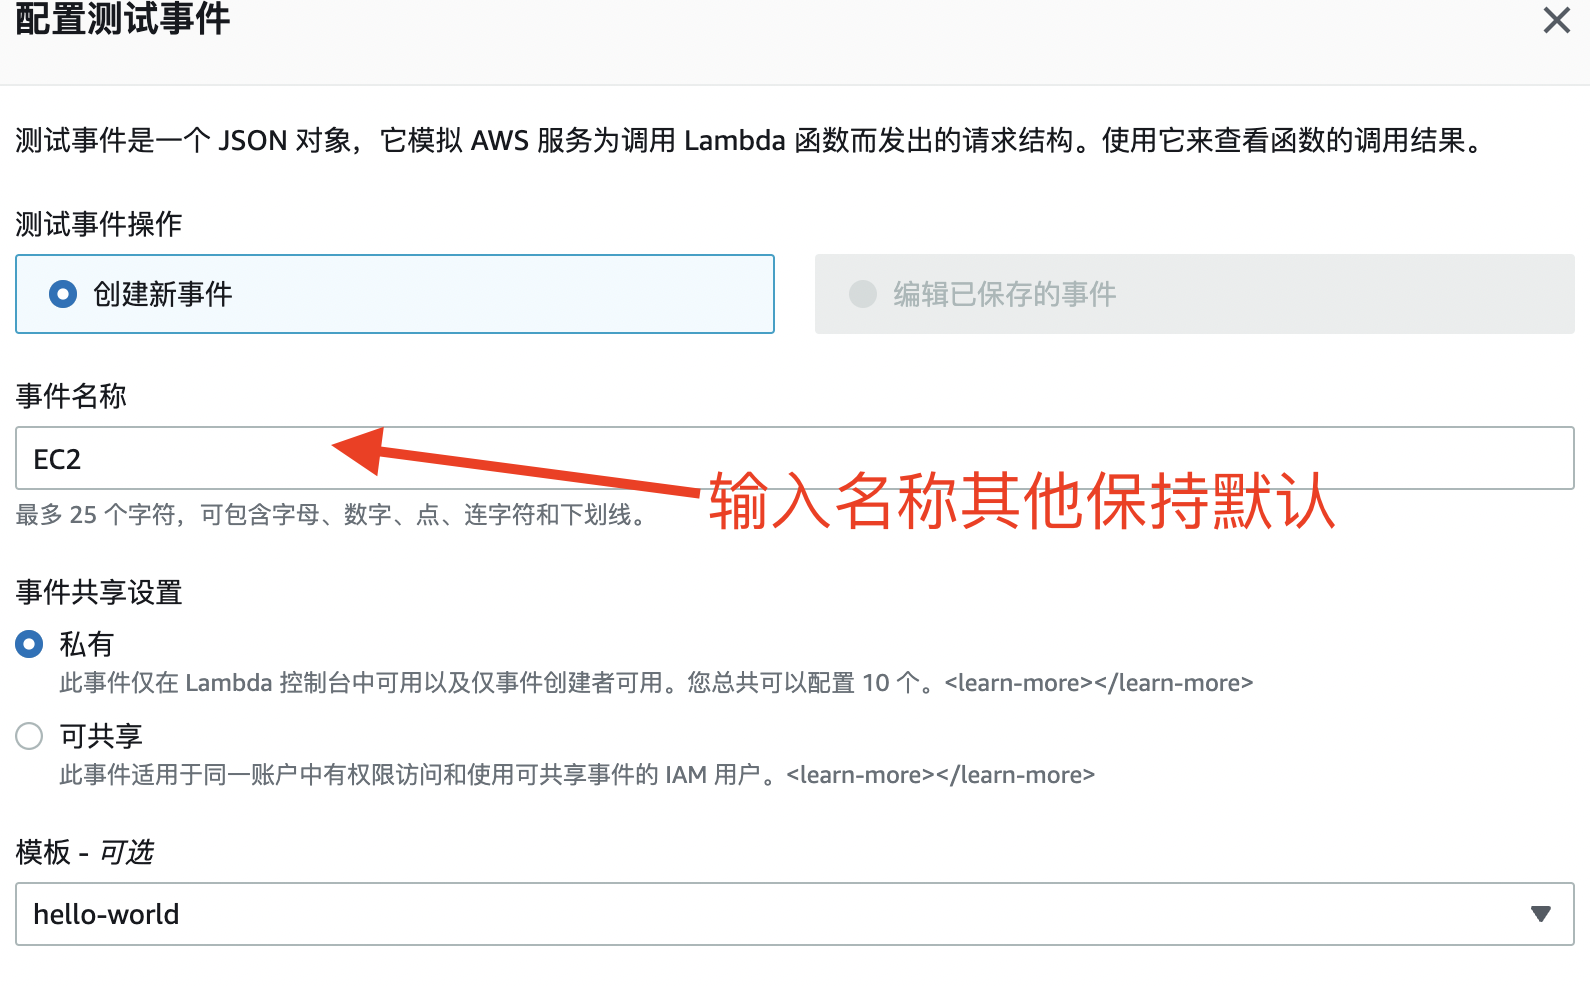 配置测试事件
测试事件是一个 JSON 对象，它模拟 AWS 服务为调用 Lambda 函数而发出的请求结构。使用它来查看函数的调用结果。
测试事件操作
创建新事件
编辑已保存的事件
事件名称
EC2
输入名称其他保持默认
最多 25 个字符，可包含字母、数字、点、连字符和下划线。
事件共享设置
私有
此事件仅在 Lambda 控制台中可用以及仅事件创建者可用。您总共可以配置 10 个。<learn-more></learn-more>
可共享
此事件适用于同一账户中有权限访问和使用可共享事件的 IAM 用户。<learn-more></learn-more>
模板 - 可选
hello-world